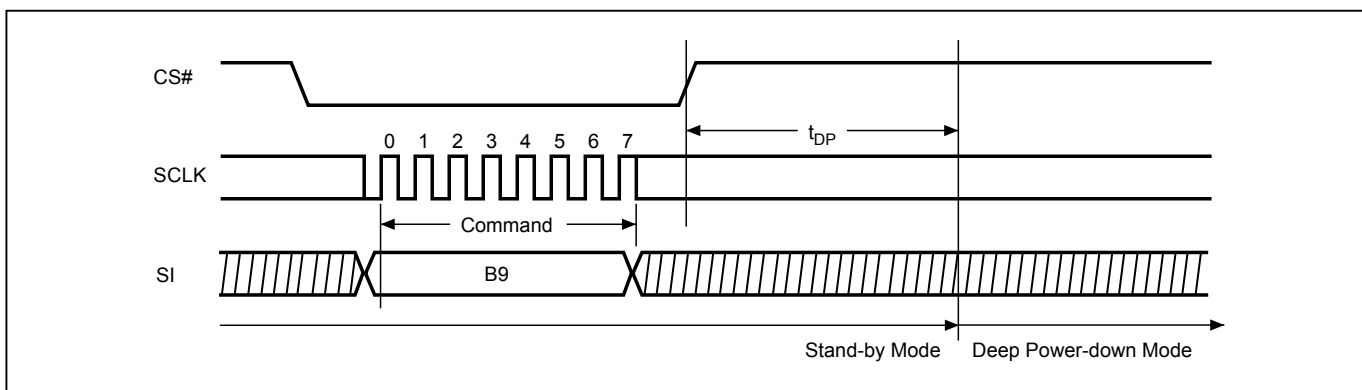 CS#
tDP
0 1 2 3 4 5 6 7
SCLK
Command
SI
B9
Stand-by Mode
Deep Power-down Mode